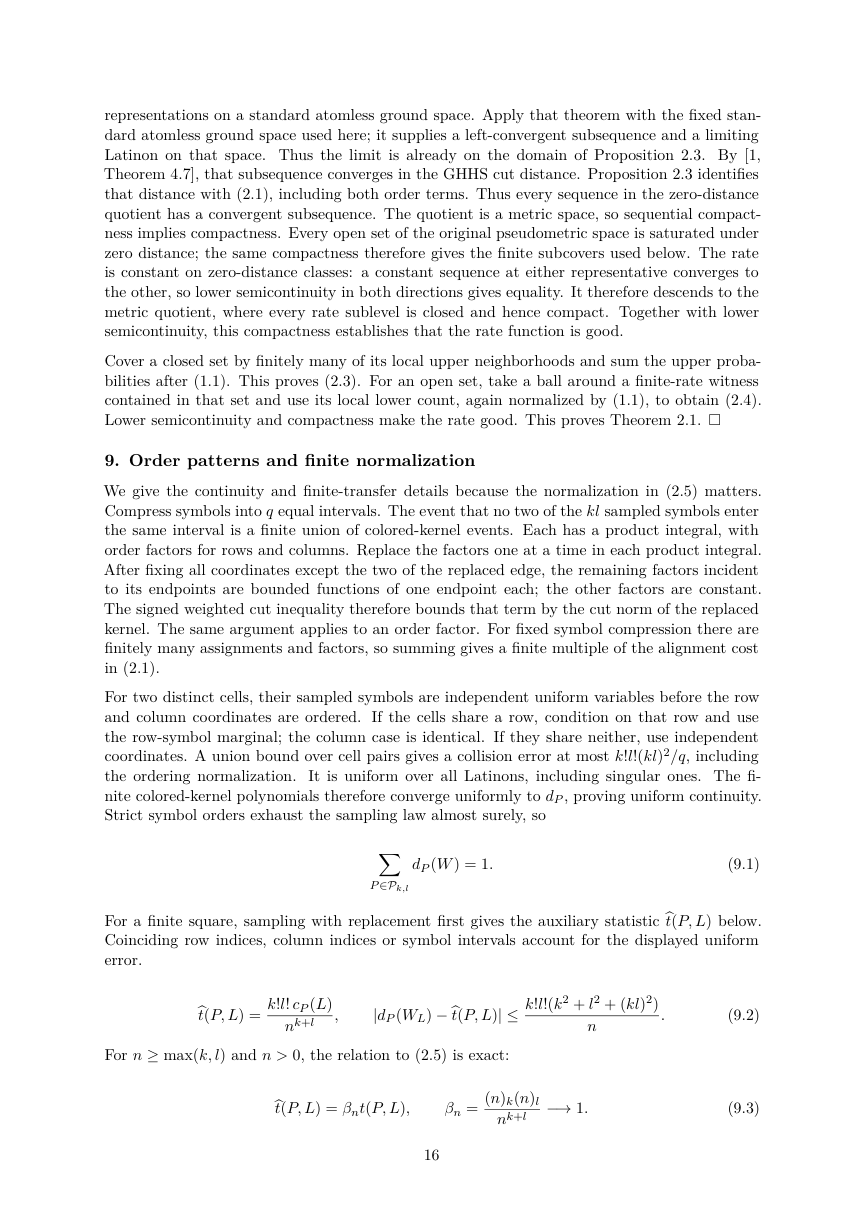 representations on a standard atomless ground space. Apply that theorem with the fixed stan-
dard atomless ground space used here; it supplies a left-convergent subsequence and a limiting
Latinon on that space. Thus the limit is already on the domain of Proposition 2.3. By [1,
Theorem 4.7], that subsequence converges in the GHHS cut distance. Proposition 2.3 identifies
that distance with (2.1), including both order terms. Thus every sequence in the zero-distance
quotient has a convergent subsequence. The quotient is a metric space, so sequential compact-
ness implies compactness. Every open set of the original pseudometric space is saturated under
zero distance; the same compactness therefore gives the finite subcovers used below. The rate
is constant on zero-distance classes: a constant sequence at either representative converges to
the other, so lower semicontinuity in both directions gives equality. It therefore descends to the
metric quotient, where every rate sublevel is closed and hence compact. Together with lower
semicontinuity, this compactness establishes that the rate function is good.
Cover a closed set by finitely many of its local upper neighborhoods and sum the upper proba-
bilities after (1.1). This proves (2.3). For an open set, take a ball around a finite-rate witness
contained in that set and use its local lower count, again normalized by (1.1), to obtain (2.4).
Lower semicontinuity and compactness make the rate good. This proves Theorem 2.1. □
9. Order patterns and finite normalization
We give the continuity and finite-transfer details because the normalization in (2.5) matters.
Compress symbols into q equal intervals. The event that no two of the kl sampled symbols enter
the same interval is a finite union of colored-kernel events. Each has a product integral, with
order factors for rows and columns. Replace the factors one at a time in each product integral.
After fixing all coordinates except the two of the replaced edge, the remaining factors incident
to its endpoints are bounded functions of one endpoint each; the other factors are constant.
The signed weighted cut inequality therefore bounds that term by the cut norm of the replaced
kernel. The same argument applies to an order factor. For fixed symbol compression there are
finitely many assignments and factors, so summing gives a finite multiple of the alignment cost
in (2.1).
For two distinct cells, their sampled symbols are independent uniform variables before the row
and column coordinates are ordered. If the cells share a row, condition on that row and use
the row-symbol marginal; the column case is identical. If they share neither, use independent
coordinates. A union bound over cell pairs gives a collision error at most k!l!(kl)²/q, including
the ordering normalization. It is uniform over all Latinons, including singular ones. The fi-
nite colored-kernel polynomials therefore converge uniformly to d_P, proving uniform continuity.
Strict symbol orders exhaust the sampling law almost surely, so
∑_{P∈𝒫_{k,l}} d_P(W) = 1. (9.1)
For a finite square, sampling with replacement first gives the auxiliary statistic t̂(P, L) below.
Coinciding row indices, column indices or symbol intervals account for the displayed uniform
error.
t̂(P, L) = k!l! c_P(L) / n^{k+l}, |d_P(W_L) − t̂(P, L)| ≤ k!l!(k² + l² + (kl)²) / n. (9.2)
For n ≥ max(k, l) and n > 0, the relation to (2.5) is exact:
t̂(P, L) = β_n t(P, L), β_n = (n)_k(n)_l / n^{k+l} ⟶ 1. (9.3)
16